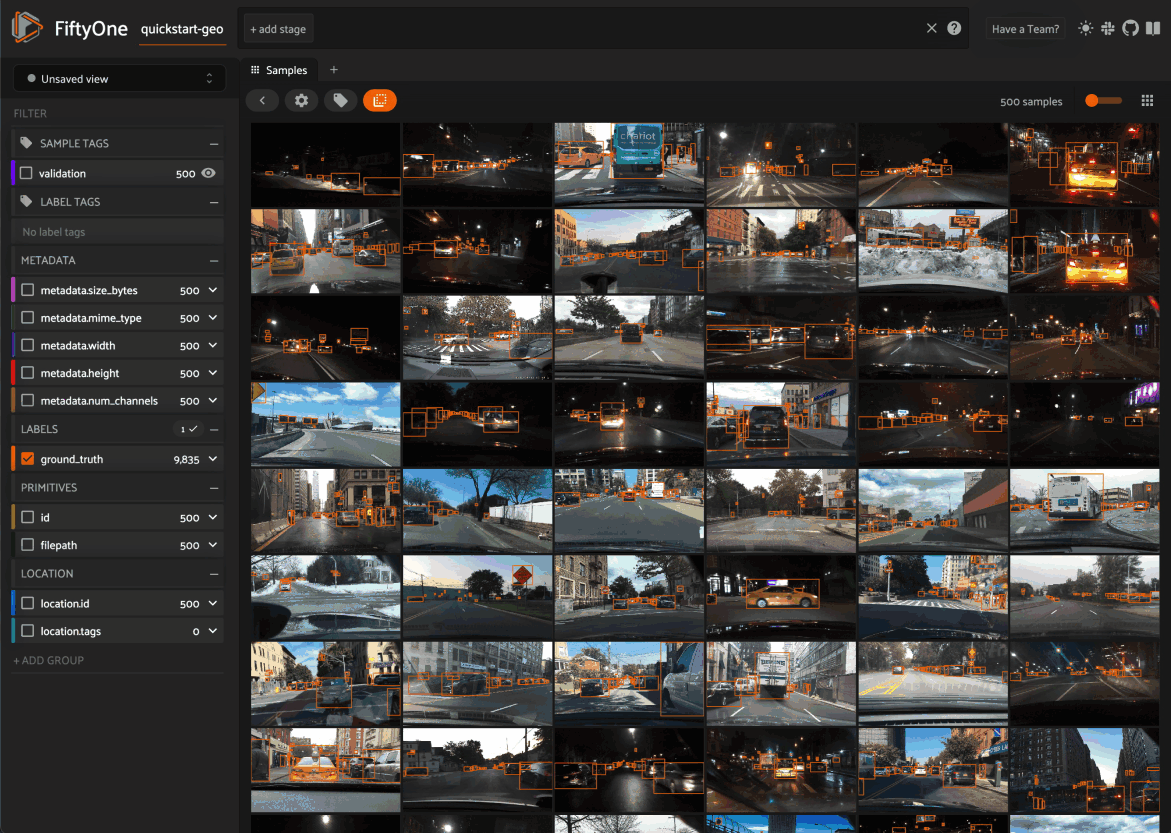 FiftyOne
quickstart-geo
+ add stage
Have a Team?
Unsaved view
Samples
+
500 samples
FILTER
SAMPLE TAGS
validation 500
LABEL TAGS
No label tags
METADATA
metadata.size_bytes 500
metadata.mime_type 500
metadata.width 500
metadata.height 500
metadata.num_channels 500
LABELS 1
ground_truth 9,835
PRIMITIVES
id 500
filepath 500
LOCATION
location.id 500
location.tags 0
+ ADD GROUP
chariot